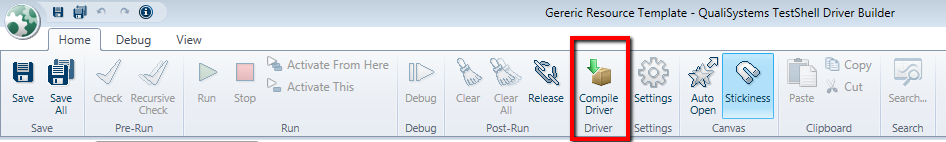 Gereric Resource Template - QualiSystems TestShell Driver Builder
Home Debug View
Save
Save All
Check
Recursive Check
Run
Stop
Activate From Here
Activate This
Debug
Clear
Clear All
Release
Compile Driver
Settings
Auto Open
Stickiness
Paste
Copy
Cut
Search...
Save Pre-Run Run Debug Post-Run Driver Settings Canvas Clipboard Search